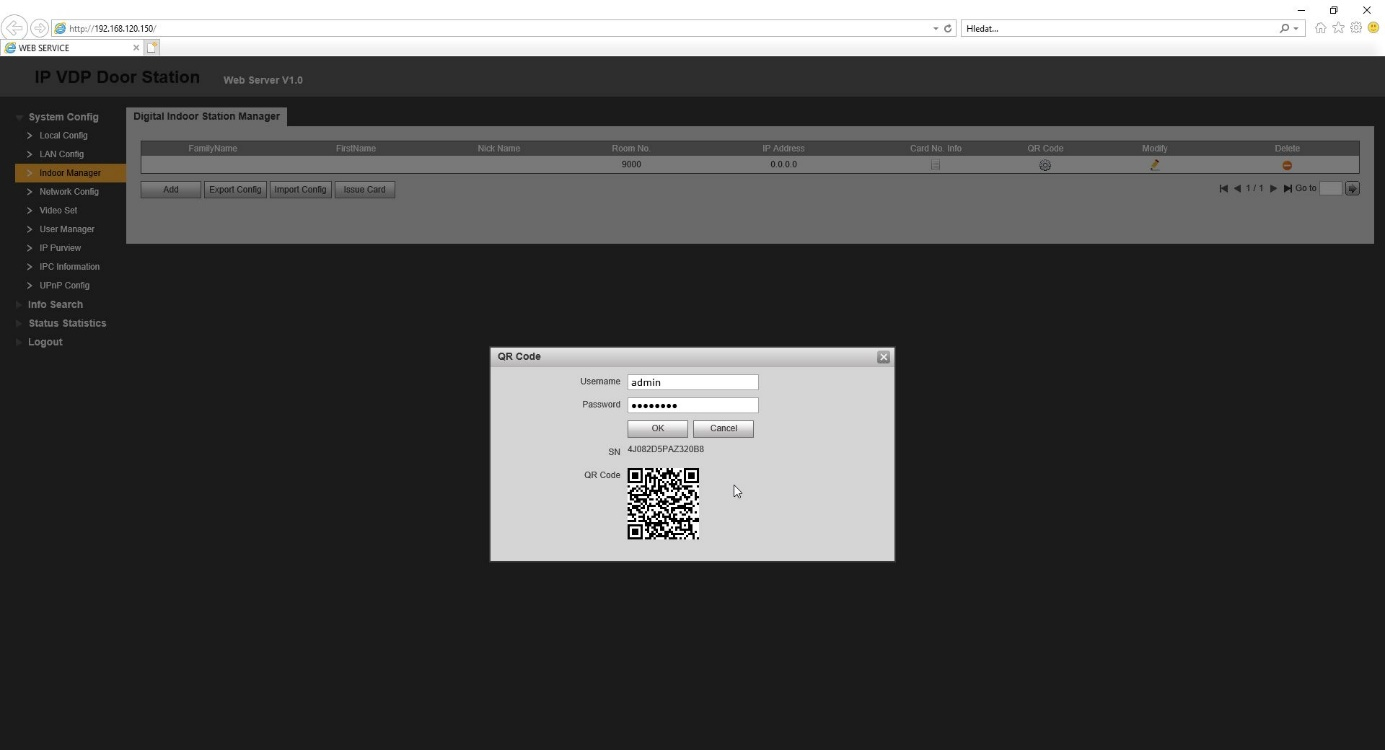 http://192.168.120.150/
Hledat...
WEB SERVICE
IP VDP Door Station Web Server V1.0
System Config
Local Config
LAN Config
Indoor Manager
Network Config
Video Set
User Manager
IP Purview
IPC Information
UPnP Config
Info Search
Status Statistics
Logout
Digital Indoor Station Manager
FamilyName FirstName Nick Name Room No. IP Address Card No. Info QR Code Modify Delete
9000 0.0.0.0
Add Export Config Import Config Issue Card
1 / 1 Go to
QR Code
Username admin
Password ••••••••
OK Cancel
SN 4J082D5PAZ320B8
QR Code